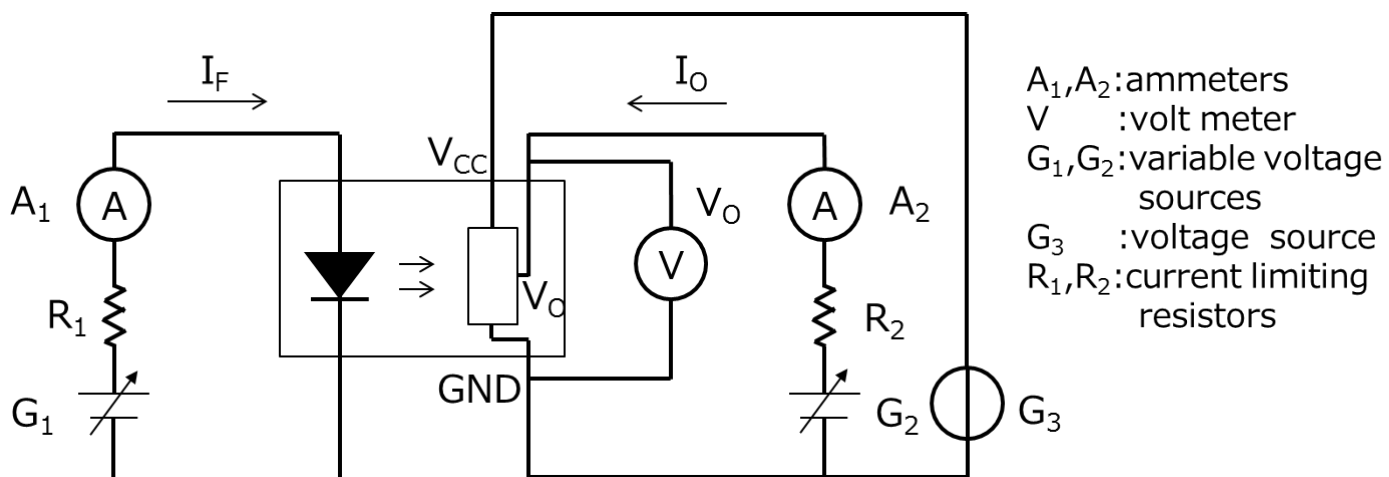 I_F
I_O
V_CC
A_1
A
V_O
A
A_2
V
R_1
V_O
R_2
G_1
GND
G_2
G_3
A_1,A_2:ammeters
V :volt meter
G_1,G_2:variable voltage
sources
G_3 :voltage source
R_1,R_2:current limiting
resistors